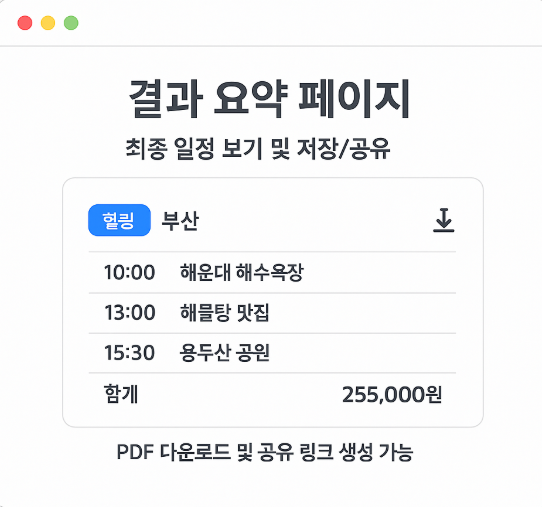 결과 요약 페이지
최종 일정 보기 및 저장/공유
힐링 부산
10:00 해운대 해수욕장
13:00 해믈탕 맛집
15:30 용두산 공원
함게 255,000원
PDF 다운로드 및 공유 링크 생성 가능